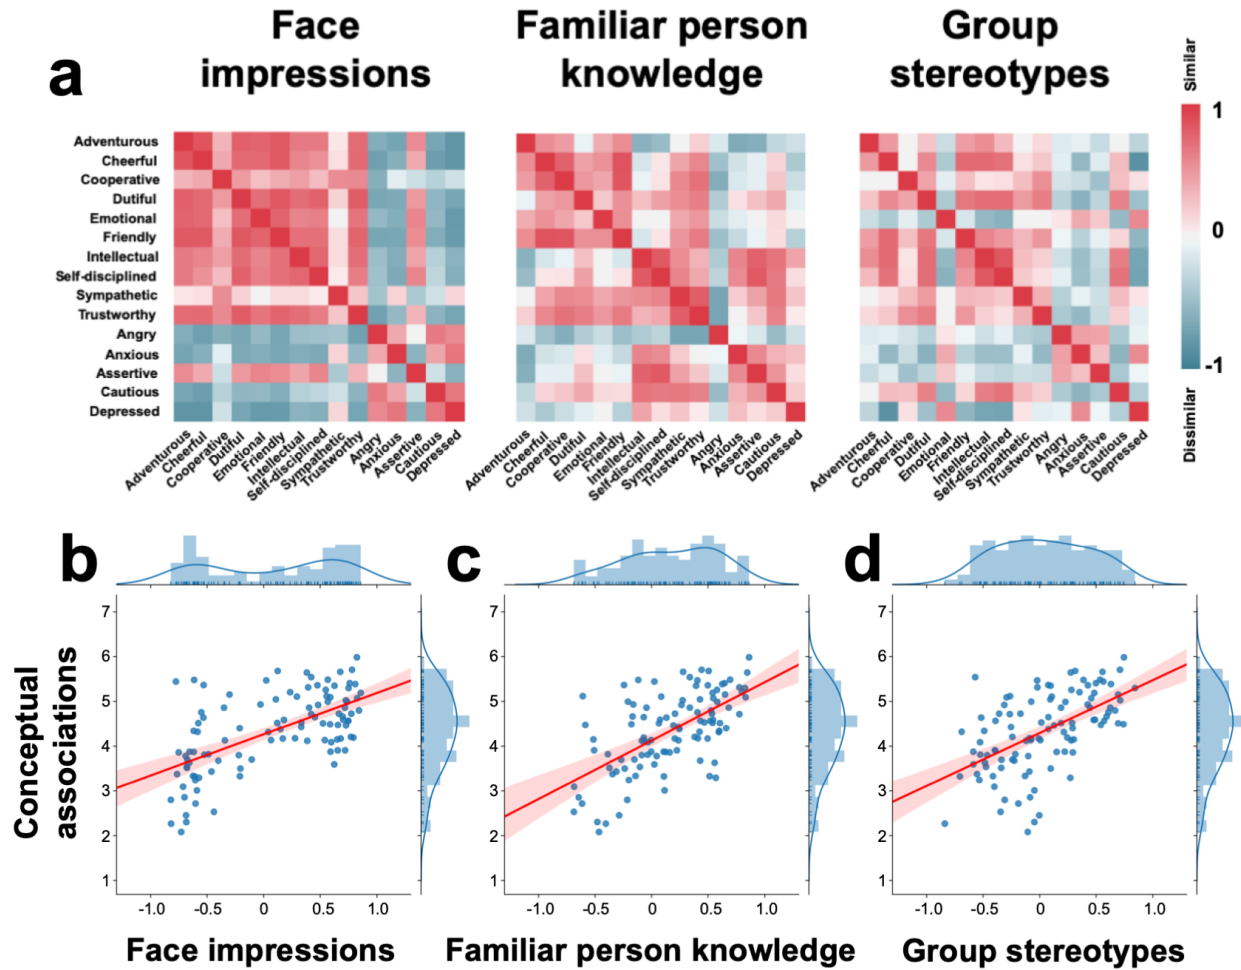 Face impressions
Familiar person knowledge
Group stereotypes
a
Similar
1
0
-1
Dissimilar
Adventurous
Cheerful
Cooperative
Dutiful
Emotional
Friendly
Intellectual
Self-disciplined
Sympathetic
Trustworthy
Angry
Anxious
Assertive
Cautious
Depressed
Adventurous
Cheerful
Cooperative
Dutiful
Emotional
Friendly
Intellectual
Self-disciplined
Sympathetic
Trustworthy
Angry
Anxious
Assertive
Cautious
Depressed
Adventurous
Cheerful
Cooperative
Dutiful
Emotional
Friendly
Intellectual
Self-disciplined
Sympathetic
Trustworthy
Angry
Anxious
Assertive
Cautious
Depressed
Adventurous
Cheerful
Cooperative
Dutiful
Emotional
Friendly
Intellectual
Self-disciplined
Sympathetic
Trustworthy
Angry
Anxious
Assertive
Cautious
Depressed
b
Conceptual associations
7
6
5
4
3
2
1
-1.0 -0.5 0 0.5 1.0
Face impressions
c
7
6
5
4
3
2
1
-1.0 -0.5 0 0.5 1.0
Familiar person knowledge
d
7
6
5
4
3
2
1
-1.0 -0.5 0 0.5 1.0
Group stereotypes